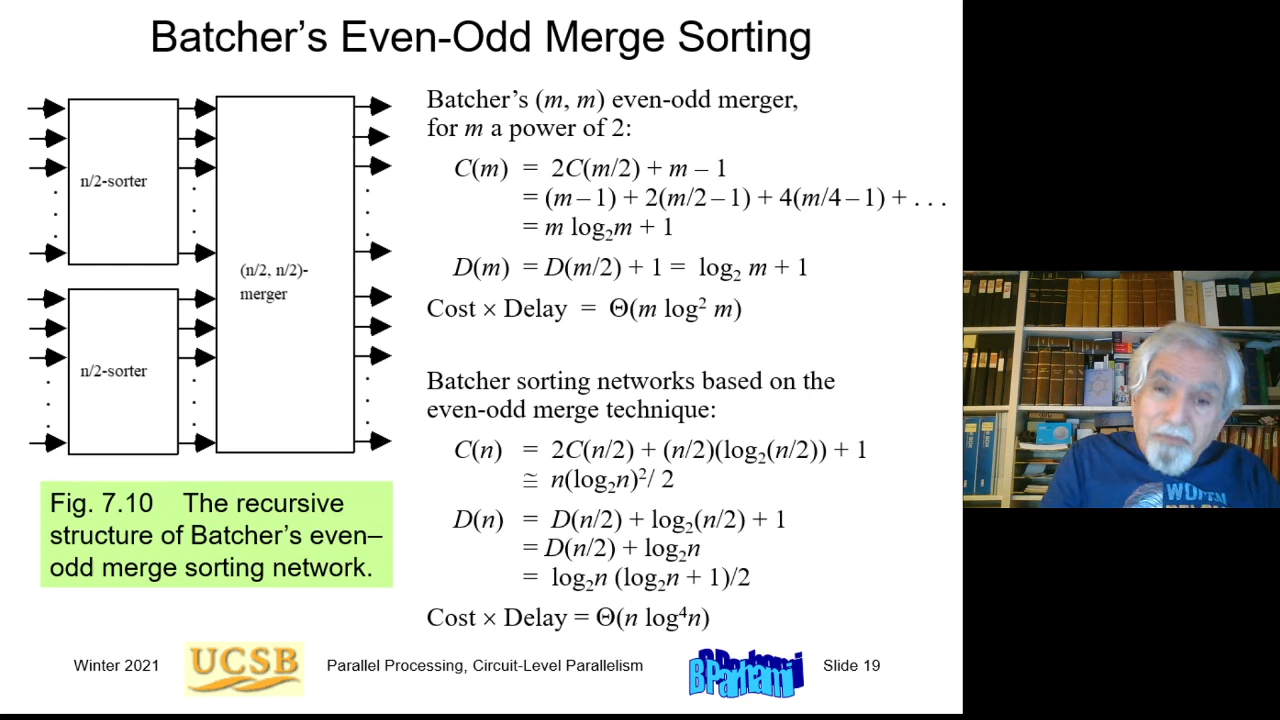 Batcher's Even-Odd Merge Sorting
n/2-sorter
n/2-sorter
(n/2, n/2)-
merger
Fig. 7.10 The recursive
structure of Batcher's even–
odd merge sorting network.
Batcher's (m, m) even-odd merger,
for m a power of 2:
C(m) = 2C(m/2) + m – 1
= (m – 1) + 2(m/2 – 1) + 4(m/4 – 1) + . . .
= m log₂m + 1
D(m) = D(m/2) + 1 = log₂ m + 1
Cost × Delay = Θ(m log² m)
Batcher sorting networks based on the
even-odd merge technique:
C(n) = 2C(n/2) + (n/2)(log₂(n/2)) + 1
≅ n(log₂n)²/ 2
D(n) = D(n/2) + log₂(n/2) + 1
= D(n/2) + log₂n
= log₂n (log₂n + 1)/2
Cost × Delay = Θ(n log⁴n)
Winter 2021
UCSB
Parallel Processing, Circuit-Level Parallelism
B Parhami
Slide 19